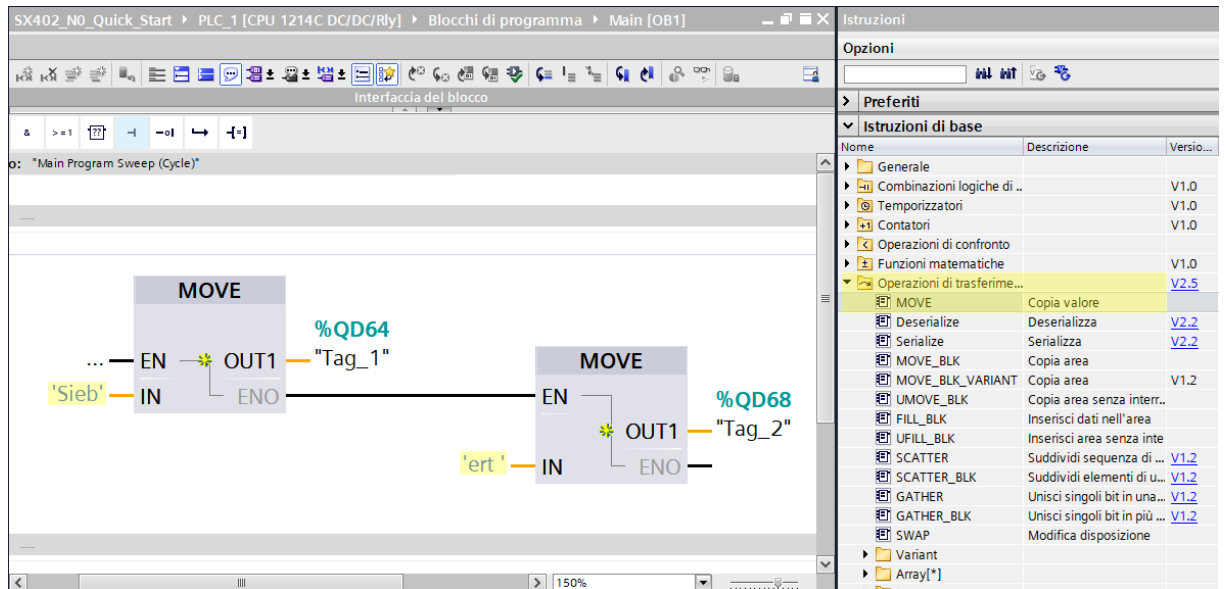 SX402_N0_Quick_Start ▸ PLC_1 [CPU 1214C DC/DC/Rly] ▸ Blocchi di programma ▸ Main [OB1]
Interfaccia del blocco
& >=1 ??
o: "Main Program Sweep (Cycle)"
.....
MOVE
%QD64
... EN OUT1 "Tag_1"
'Sieb' IN ENO
MOVE
EN
%QD68
OUT1 "Tag_2"
'ert ' IN ENO
.....
150%
Istruzioni
Opzioni
Preferiti
Istruzioni di base
Nome Descrizione Versio...
Generale
Combinazioni logiche di .. V1.0
Temporizzatori V1.0
Contatori V1.0
Operazioni di confronto
Funzioni matematiche V1.0
Operazioni di trasferime... V2.5
MOVE Copia valore
Deserialize Deserializza V2.2
Serialize Serializza V2.2
MOVE_BLK Copia area
MOVE_BLK_VARIANT Copia area V1.2
UMOVE_BLK Copia area senza interr..
FILL_BLK Inserisci dati nell'area
UFILL_BLK Inserisci area senza inte
SCATTER Suddividi sequenza di ... V1.2
SCATTER_BLK Suddividi elementi di u... V1.2
GATHER Unisci singoli bit in una... V1.2
GATHER_BLK Unisci singoli bit in più ... V1.2
SWAP Modifica disposizione
Variant
Array[*]